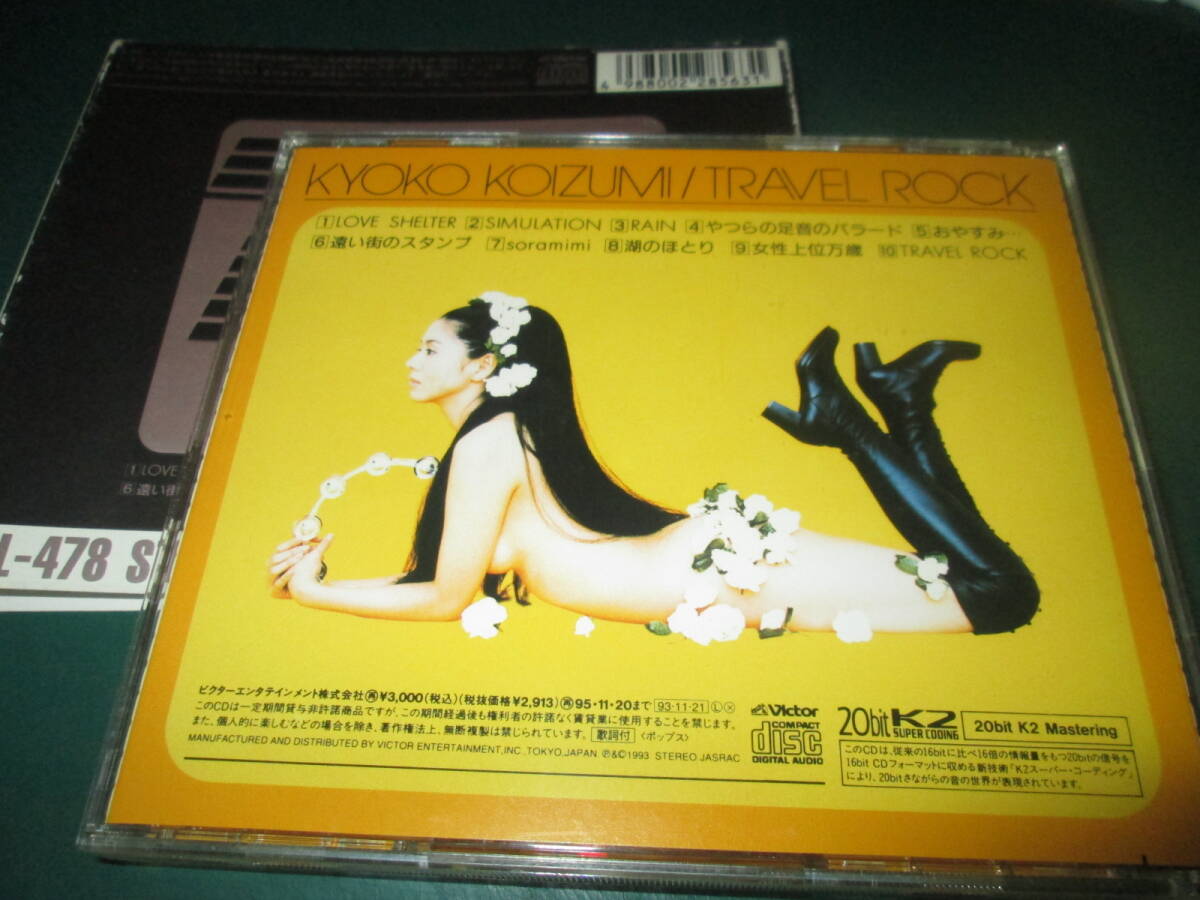 4 988002 285631
KYOKO KOIZUMI/TRAVEL ROCK
1 LOVE SHELTER 2 SIMULATION 3 RAIN 4 やつらの足音のバラード 5 おやすみ…
6 遠い街のスタンプ 7 soramimi 8 湖のほとり 9 女性上位万歳 10 TRAVEL ROCK
1 LOVE
6 遠い街
L-478 S
ビクターエンタテインメント株式会社 再 ¥3,000(税込)(税抜価格¥2,913) 再 95・11・20まで 93・11・21 Ⓛ
このCDは一定期間貸与非許諾商品ですが、この期間経過後も権利者の許諾なく賃貸業に使用することを禁じます。
また、個人的に楽しむなどの場合を除き、著作権法上、無断複製は禁じられています。 歌詞付 〈ポップス〉
MANUFACTURED AND DISTRIBUTED BY VICTOR ENTERTAINMENT, INC. TOKYO, JAPAN. ℗&©1993 STEREO JASRAC
Victor
COMPACT
disc
DIGITAL AUDIO
20bit K2
SUPER CODING
20bit K2 Mastering
このCDは、従来の16bitに比べ16倍の情報量をもつ20bitの信号を
16bit CDフォーマットに収める新技術「K2スーパー・コーディング」
により、20bitさながらの音の世界が表現されています。